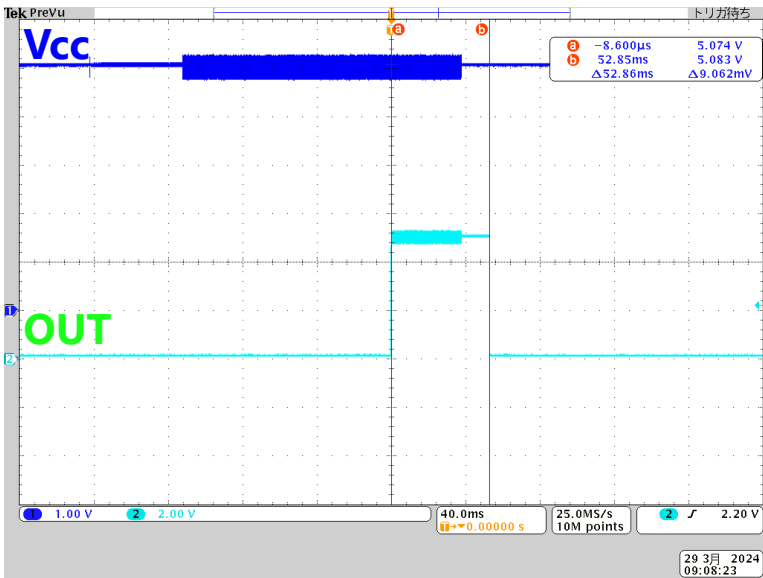 Tek PreVu
トリガ待ち
T a b
Vcc
a -8.600µs 5.074 V
b 52.85ms 5.083 V
Δ52.86ms Δ9.062mV
1
OUT
2
1 1.00 V 2 2.00 V
40.0ms
T→▼0.00000 s
25.0MS/s
10M points
2 ∫ 2.20 V
29 3月 2024
09:08:23